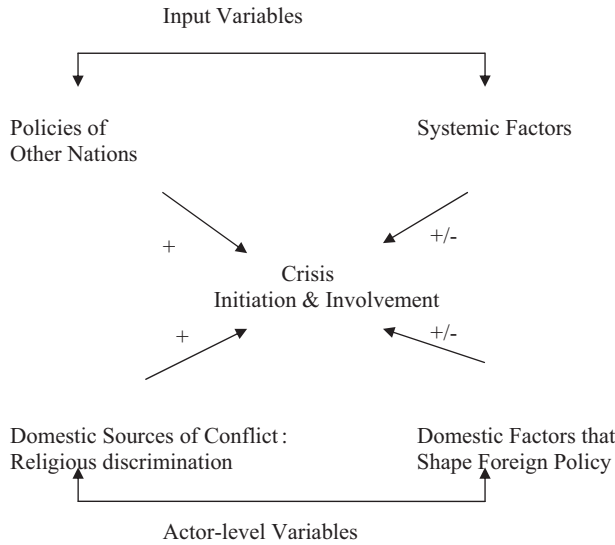 Input Variables
Policies of
Other Nations
Systemic Factors
+
+/-
Crisis
Initiation & Involvement
+
+/-
Domestic Sources of Conflict:
Religious discrimination
Domestic Factors that
Shape Foreign Policy
Actor-level Variables